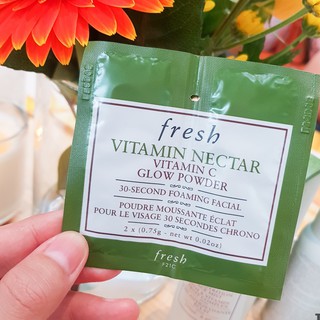 fresh
VITAMIN NECTAR
VITAMIN C
GLOW POWDER
30-SECOND FOAMING FACIAL
POUDRE MOUSSANTE ÉCLAT
POUR LE VISAGE 30 SECONDES CHRONO
2 x (0.75g - net wt 0.02oz)
fresh